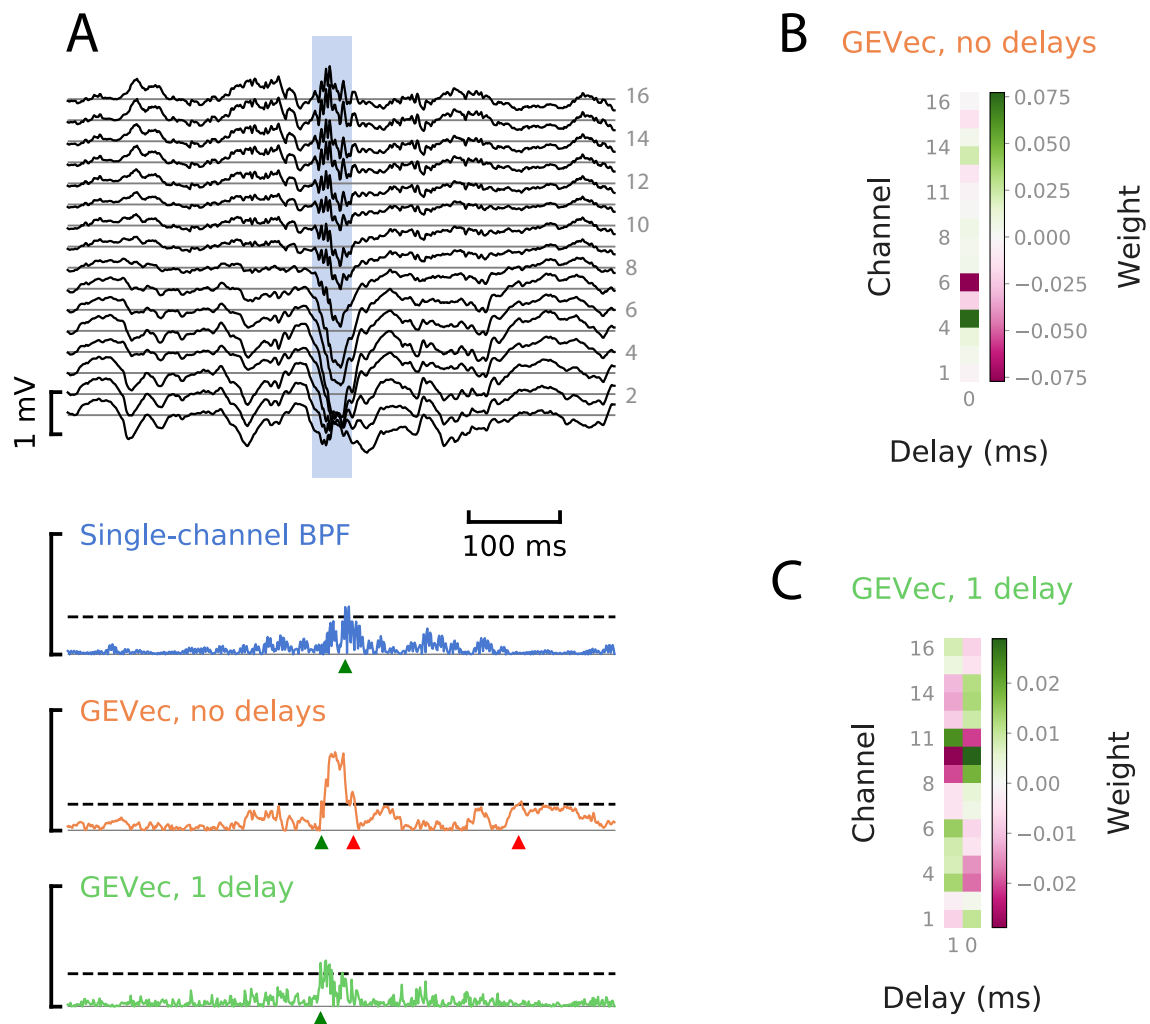 A
16
14
12
10
8
6
4
2
1 mV
Single-channel BPF
100 ms
GEVec, no delays
GEVec, 1 delay
B
GEVec, no delays
Channel
16
14
11
8
6
4
1
0
Delay (ms)
0.075
0.050
0.025
0.000
−0.025
−0.050
−0.075
Weight
C
GEVec, 1 delay
Channel
16
14
11
8
6
4
1
1 0
Delay (ms)
0.02
0.01
0.00
−0.01
−0.02
Weight